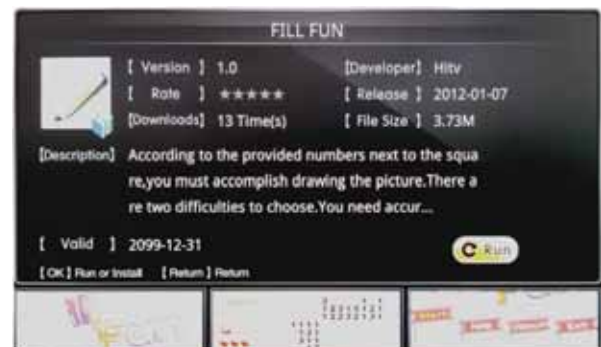 FILL FUN
[ Version ] 1.0 [Developer] Hitv
[ Rate ] ★★★★★ [ Release ] 2012-01-07
[Downloads] 13 Time(s) [ File Size ] 3.73M
[Description] According to the provided numbers next to the squa
re,you must accomplish drawing the picture.There a
re two difficulties to choose.You need accur...
[ Valid ] 2099-12-31
C Run
[ OK ] Run or Install [ Return ] Return